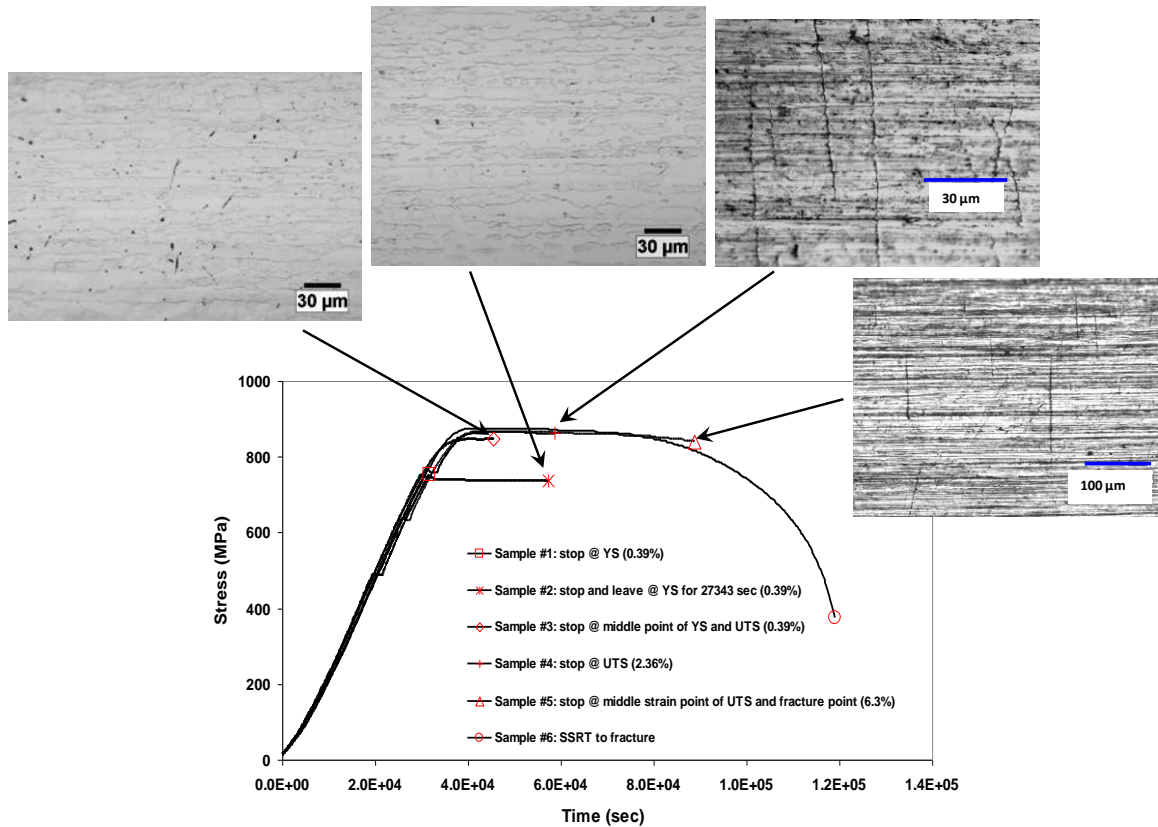 30 µm
30 µm
30 µm
100 µm
1000
800
600
400
200
0
Stress (MPa)
Sample #1: stop @ YS (0.39%)
Sample #2: stop and leave @ YS for 27343 sec (0.39%)
Sample #3: stop @ middle point of YS and UTS (0.39%)
Sample #4: stop @ UTS (2.36%)
Sample #5: stop @ middle strain point of UTS and fracture point (6.3%)
Sample #6: SSRT to fracture
0.0E+00 2.0E+04 4.0E+04 6.0E+04 8.0E+04 1.0E+05 1.2E+05 1.4E+05
Time (sec)